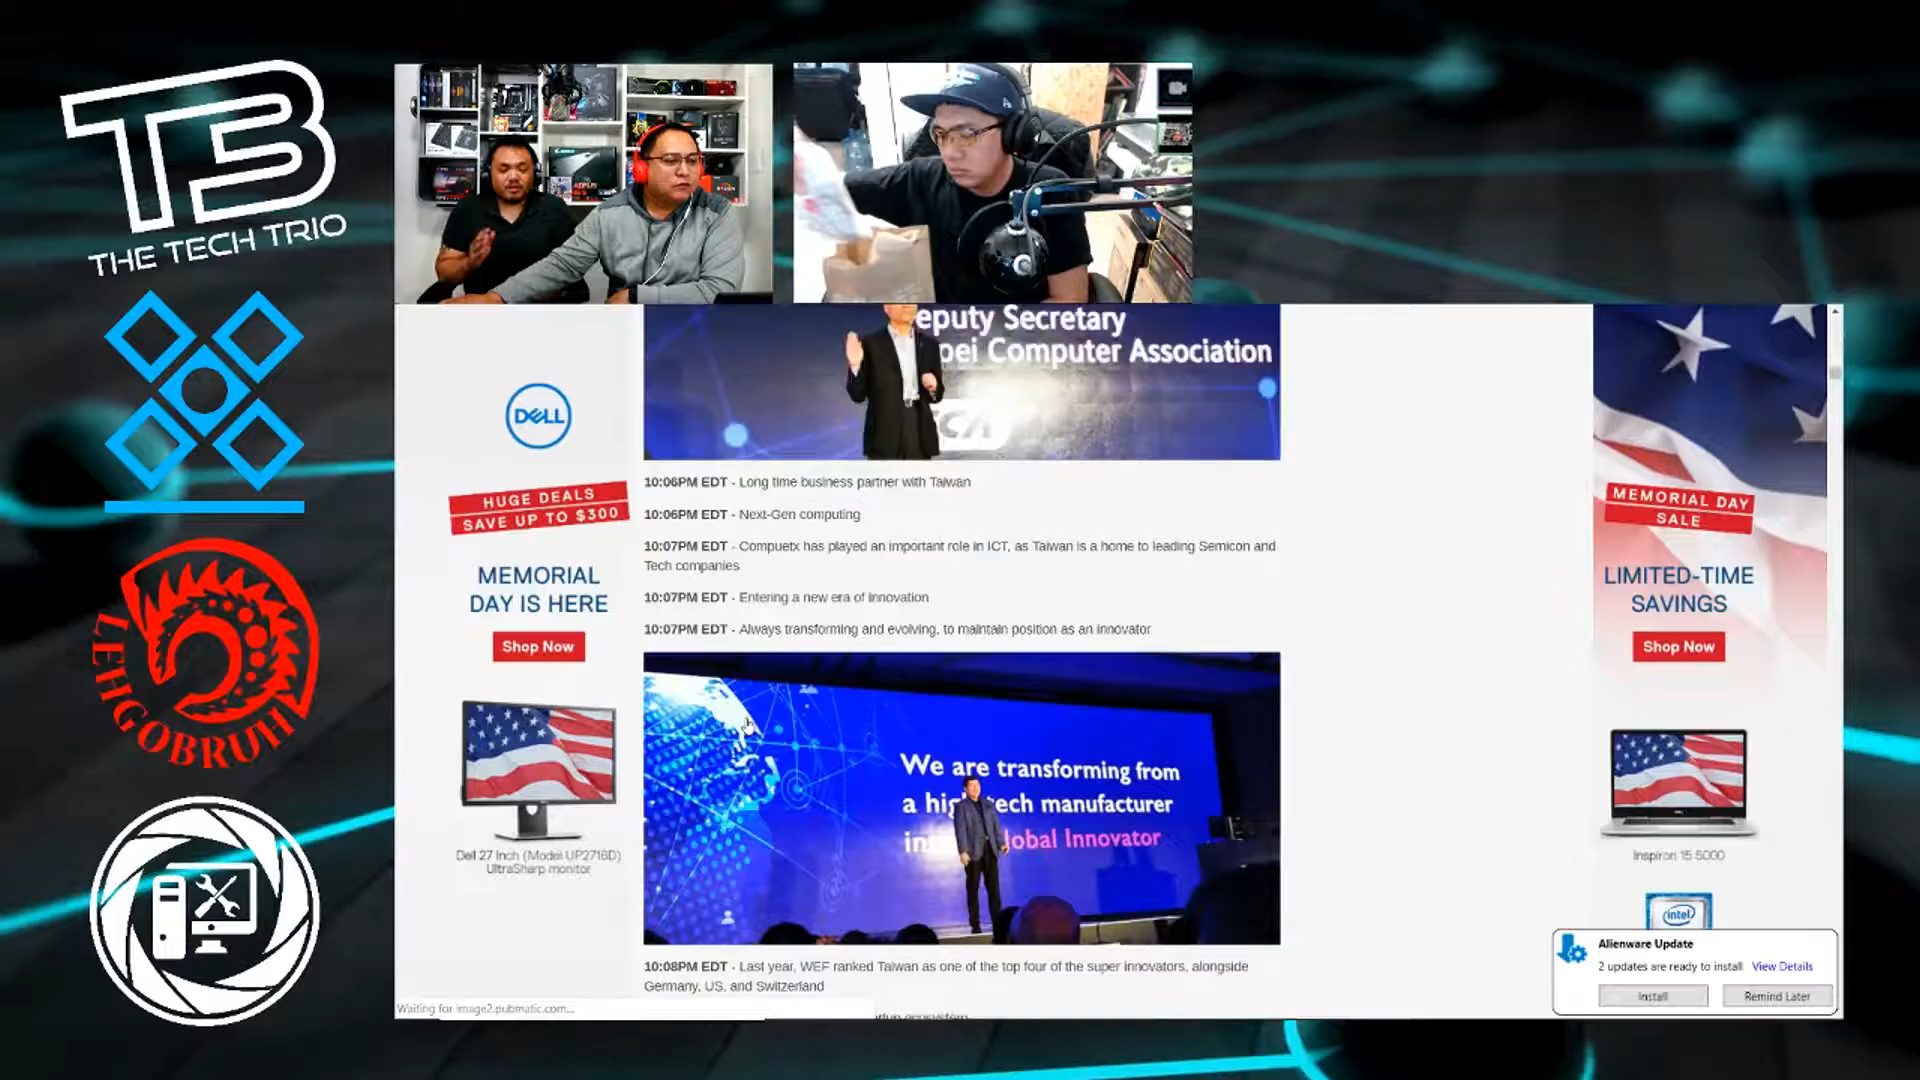 TB
THE TECH TRIO
LEHGOBRUH
eputy Secretary
pei Computer Association
DELL
HUGE DEALS
SAVE UP TO $300
MEMORIAL
DAY IS HERE
Shop Now
Dell 27 Inch (Model UP2716D)
UltraSharp monitor
10:06PM EDT - Long time business partner with Taiwan
10:06PM EDT - Next-Gen computing
10:07PM EDT - Compuetx has played an important role in ICT, as Taiwan is a home to leading Semicon and
Tech companies
10:07PM EDT - Entering a new era of innovation
10:07PM EDT - Always transforming and evolving, to maintain position as an innovator
We are transforming from
a hig tech manufacturer
in lobal Innovator
10:08PM EDT - Last year, WEF ranked Taiwan as one of the top four of the super innovators, alongside
Germany, US, and Switzerland
Waiting for image2.pubmatic.com...
MEMORIAL DAY
SALE
LIMITED-TIME
SAVINGS
Shop Now
Inspiron 15 5000
intel
Alienware Update
2 updates are ready to install View Details
Install Remind Later